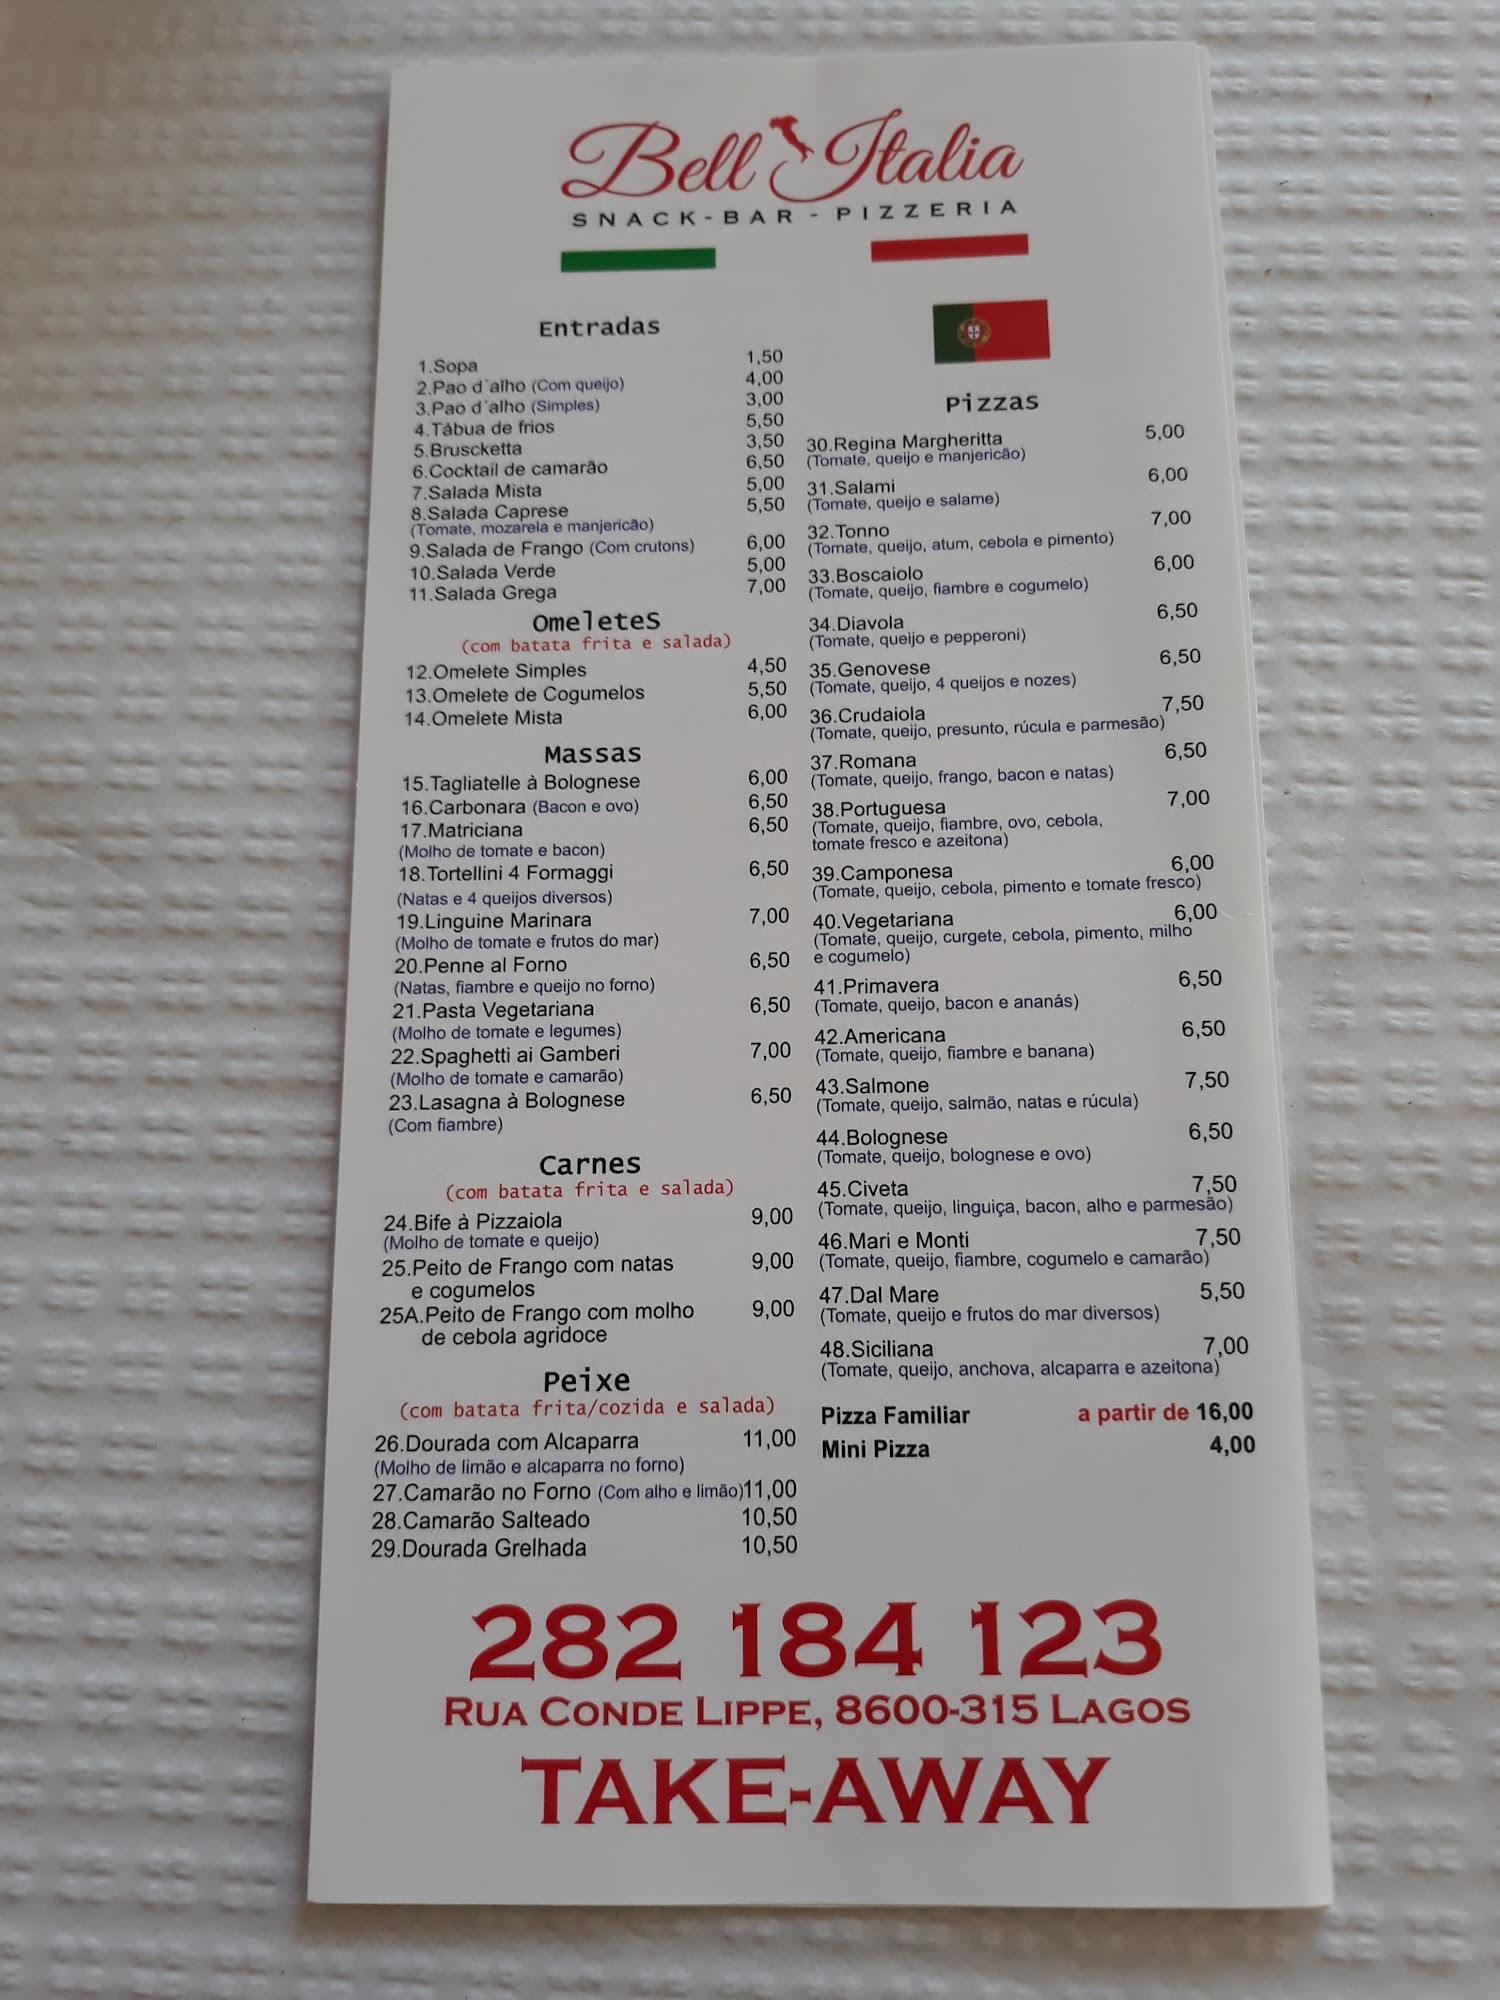 Bell Italia
SNACK-BAR - PIZZERIA
Entradas
1.Sopa 1,50
2.Pao d´alho (Com queijo) 4,00
3.Pao d´alho (Simples) 3,00
4.Tábua de frios 5,50
5.Bruscketta 3,50
6.Cocktail de camarão 6,50
7.Salada Mista 5,00
8.Salada Caprese 5,50
(Tomate, mozarela e manjericão)
9.Salada de Frango (Com crutons) 6,00
10.Salada Verde 5,00
11.Salada Grega 7,00
OmeleteS
(com batata frita e salada)
12.Omelete Simples 4,50
13.Omelete de Cogumelos 5,50
14.Omelete Mista 6,00
Massas
15.Tagliatelle à Bolognese 6,00
16.Carbonara (Bacon e ovo) 6,50
17.Matriciana 6,50
(Molho de tomate e bacon)
18.Tortellini 4 Formaggi 6,50
(Natas e 4 queijos diversos)
19.Linguine Marinara 7,00
(Molho de tomate e frutos do mar)
20.Penne al Forno 6,50
(Natas, fiambre e queijo no forno)
21.Pasta Vegetariana 6,50
(Molho de tomate e legumes)
22.Spaghetti ai Gamberi 7,00
(Molho de tomate e camarão)
23.Lasagna à Bolognese 6,50
(Com fiambre)
Carnes
(com batata frita e salada)
24.Bife à Pizzaiola 9,00
(Molho de tomate e queijo)
25.Peito de Frango com natas 9,00
e cogumelos
25A.Peito de Frango com molho 9,00
de cebola agridoce
Peixe
(com batata frita/cozida e salada)
26.Dourada com Alcaparra 11,00
(Molho de limão e alcaparra no forno)
27.Camarão no Forno (Com alho e limão)11,00
28.Camarão Salteado 10,50
29.Dourada Grelhada 10,50
Pizzas
30.Regina Margheritta 5,00
(Tomate, queijo e manjericão)
31.Salami 6,00
(Tomate, queijo e salame)
32.Tonno 7,00
(Tomate, queijo, atum, cebola e pimento)
33.Boscaiolo 6,00
(Tomate, queijo, fiambre e cogumelo)
34.Diavola 6,50
(Tomate, queijo e pepperoni)
35.Genovese 6,50
(Tomate, queijo, 4 queijos e nozes)
36.Crudaiola 7,50
(Tomate, queijo, presunto, rúcula e parmesão)
37.Romana 6,50
(Tomate, queijo, frango, bacon e natas)
38.Portuguesa 7,00
(Tomate, queijo, fiambre, ovo, cebola,
tomate fresco e azeitona)
39.Camponesa 6,00
(Tomate, queijo, cebola, pimento e tomate fresco)
40.Vegetariana 6,00
(Tomate, queijo, curgete, cebola, pimento, milho
e cogumelo)
41.Primavera 6,50
(Tomate, queijo, bacon e ananás)
42.Americana 6,50
(Tomate, queijo, fiambre e banana)
43.Salmone 7,50
(Tomate, queijo, salmão, natas e rúcula)
44.Bolognese 6,50
(Tomate, queijo, bolognese e ovo)
45.Civeta 7,50
(Tomate, queijo, linguiça, bacon, alho e parmesão)
46.Mari e Monti 7,50
(Tomate, queijo, fiambre, cogumelo e camarão)
47.Dal Mare 5,50
(Tomate, queijo e frutos do mar diversos)
48.Siciliana 7,00
(Tomate, queijo, anchova, alcaparra e azeitona)
Pizza Familiar a partir de 16,00
Mini Pizza 4,00
282 184 123
RUA CONDE LIPPE, 8600-315 LAGOS
TAKE-AWAY